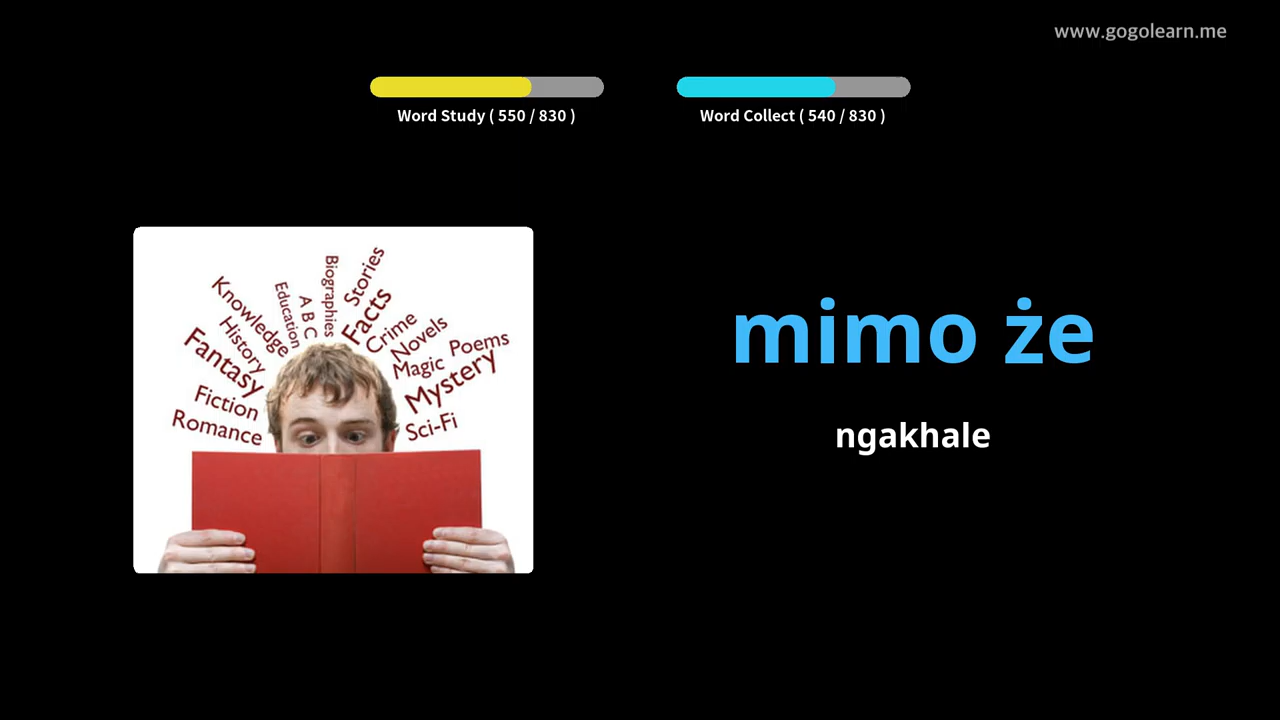 www.gogolearn.me
Word Study ( 550 / 830 )
Word Collect ( 540 / 830 )
Knowledge
History
Fantasy
Fiction
Romance
Education
A B C
Biographies
Stories
Facts
Crime
Novels
Magic
Poems
Mystery
Sci-Fi
mimo że
ngakhale